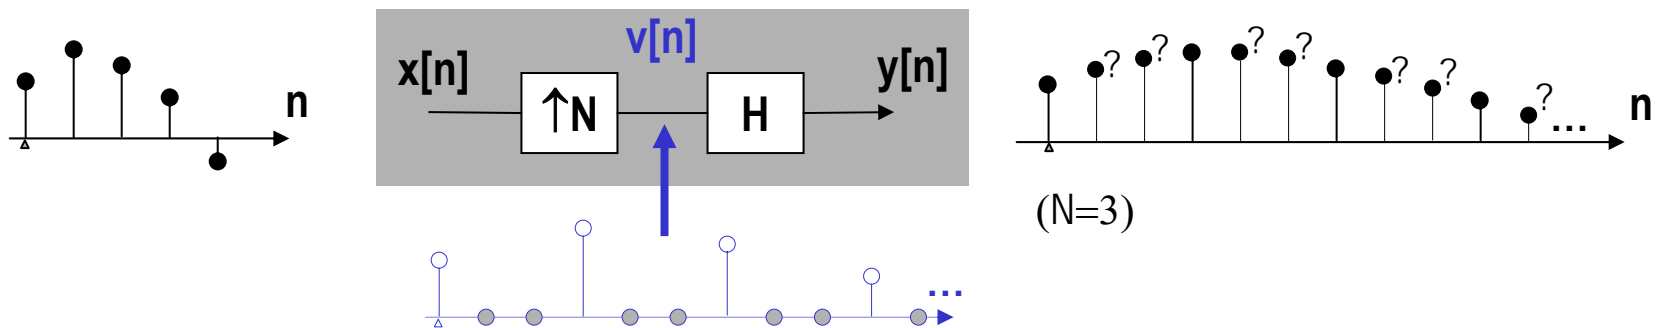 n
x[n]
↑N
v[n]
H
y[n]
...
? ? ? ? ? ? ?
...
n
(N=3)